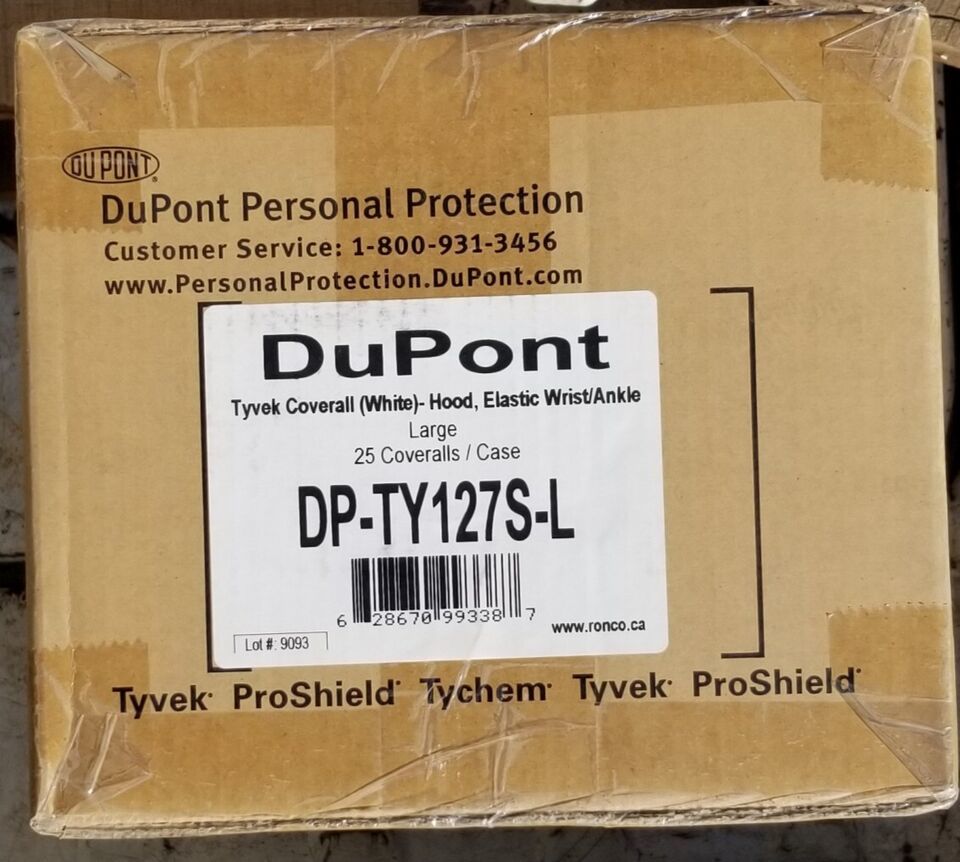 DU PONT®
DuPont Personal Protection
Customer Service: 1-800-931-3456
www.PersonalProtection.DuPont.com
DuPont
Tyvek Coverall (White)- Hood, Elastic Wrist/Ankle
Large
25 Coveralls / Case
DP-TY127S-L
6 28670 99338 7
www.ronco.ca
Lot #: 9093
Tyvek® ProShield® Tychem® Tyvek® ProShield®